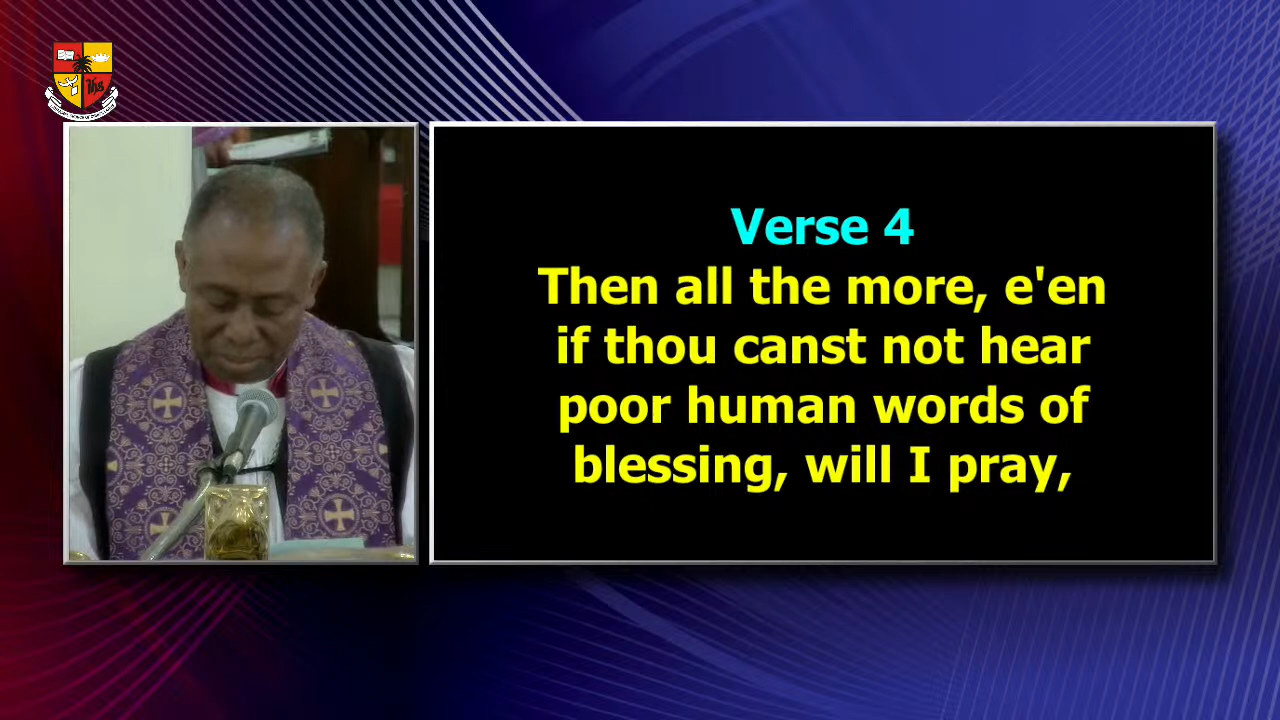 Verse 4
Then all the more, e'en
if thou canst not hear
poor human words of
blessing, will I pray,